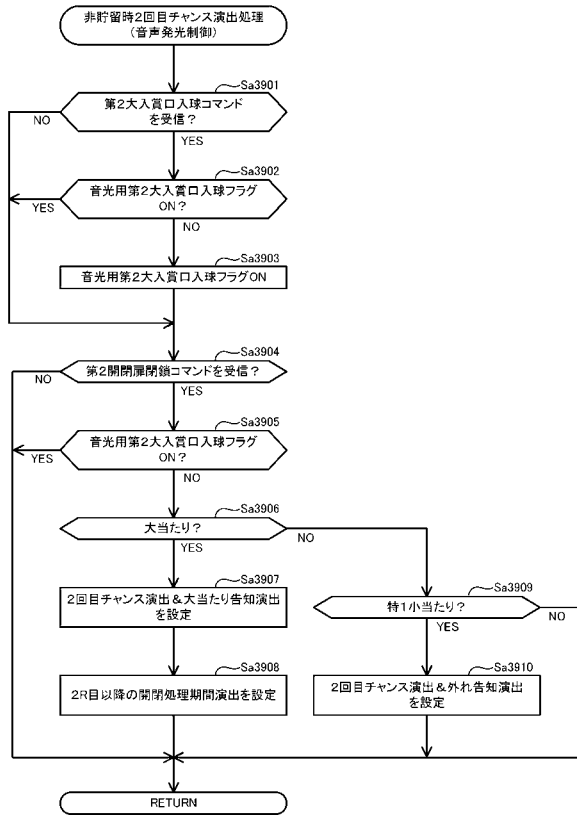 非貯留時2回目チャンス演出処理
(音声発光制御)
Sa3901
第2大入賞口入球コマンド
を受信?
NO
YES
Sa3902
音光用第2大入賞口入球フラグ
ON?
YES
NO
Sa3903
音光用第2大入賞口入球フラグON
Sa3904
第2開閉扉閉鎖コマンドを受信?
NO
YES
Sa3905
音光用第2大入賞口入球フラグ
ON?
YES
NO
Sa3906
大当たり?
NO
YES
Sa3907
2回目チャンス演出&大当たり告知演出
を設定
Sa3909
特1小当たり?
NO
YES
Sa3908
2R目以降の開閉処理期間演出を設定
Sa3910
2回目チャンス演出&外れ告知演出
を設定
RETURN